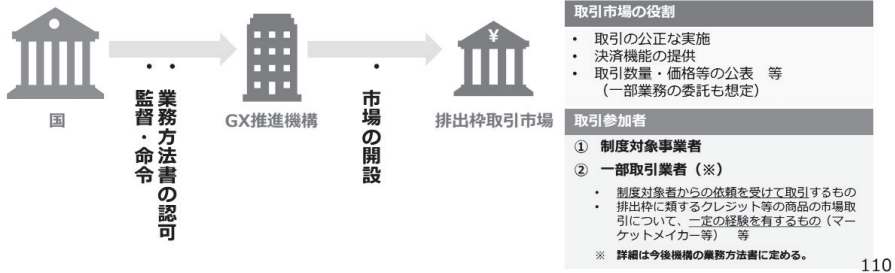 国
・業務方法書の認可
・監督・命令
GX推進機構
・市場の開設
¥
排出枠取引市場
取引市場の役割
・ 取引の公正な実施
・ 決済機能の提供
・ 取引数量・価格等の公表 等
（一部業務の委託も想定）
取引参加者
① 制度対象事業者
② 一部取引業者（※）
・ 制度対象者からの依頼を受けて取引するもの
・ 排出枠に類するクレジット等の商品の市場取
引について、一定の経験を有するもの（マー
ケットメイカー等） 等
※ 詳細は今後機構の業務方法書に定める。
110